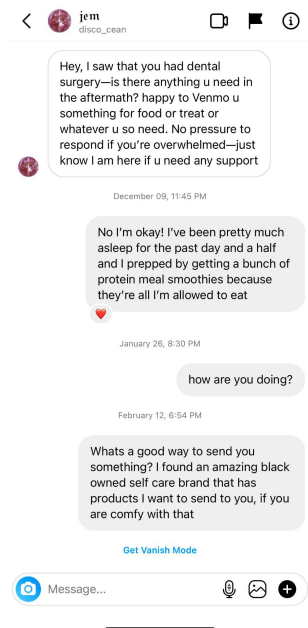 jem
disco_cean
Hey, I saw that you had dental
surgery—is there anything u need in
the aftermath? happy to Venmo u
something for food or treat or
whatever u so need. No pressure to
respond if you're overwhelmed—just
know I am here if u need any support
December 09, 11:45 PM
No I'm okay! I've been pretty much
asleep for the past day and a half
and I prepped by getting a bunch of
protein meal smoothies because
they're all I'm allowed to eat
January 26, 8:30 PM
how are you doing?
February 12, 6:54 PM
Whats a good way to send you
something? I found an amazing black
owned self care brand that has
products I want to send to you, if you
are comfy with that
Get Vanish Mode
Message...